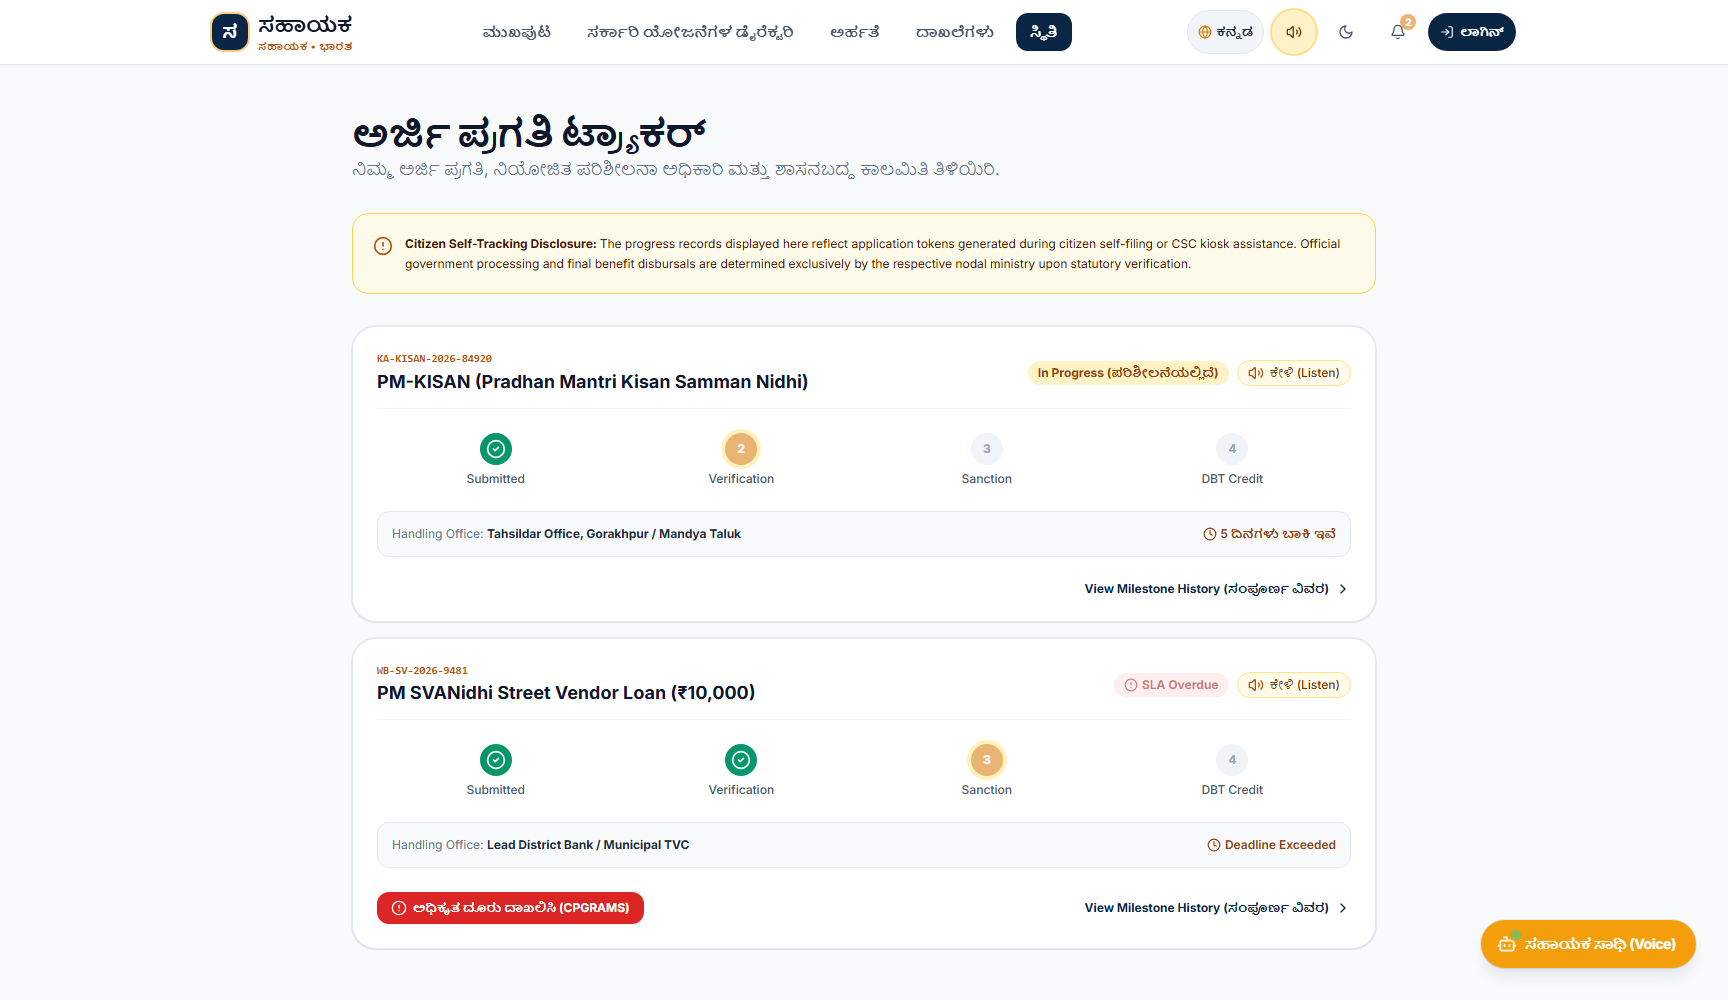 ಸ
ಸಹಾಯಕ
ಸಹಾಯಕ • ಭಾರತ
ಮುಖಪುಟ
ಸರ್ಕಾರಿ ಯೋಜನೆಗಳ ಡೈರೆಕ್ಟರಿ
ಅರ್ಹತೆ
ದಾಖಲೆಗಳು
ಸ್ಥಿತಿ
ಕನ್ನಡ
2
ಲಾಗಿನ್
ಅರ್ಜಿ ಪ್ರಗತಿ ಟ್ರ್ಯಾಕರ್
ನಿಮ್ಮ ಅರ್ಜಿ ಪ್ರಗತಿ, ನಿಯೋಜಿತ ಪರಿಶೀಲನಾ ಅಧಿಕಾರಿ ಮತ್ತು ಶಾಸನಬದ್ಧ ಕಾಲಮಿತಿ ತಿಳಿಯಿರಿ.
Citizen Self-Tracking Disclosure: The progress records displayed here reflect application tokens generated during citizen self-filing or CSC kiosk assistance. Official
government processing and final benefit disbursals are determined exclusively by the respective nodal ministry upon statutory verification.
KA-KISAN-2026-84920
PM-KISAN (Pradhan Mantri Kisan Samman Nidhi)
In Progress (ಪರಿಶೀಲನೆಯಲ್ಲಿದೆ)
ಕೇಳಿ (Listen)
2
3
4
Submitted
Verification
Sanction
DBT Credit
Handling Office: Tahsildar Office, Gorakhpur / Mandya Taluk
5 ದಿನಗಳು ಬಾಕಿ ಇವೆ
View Milestone History (ಸಂಪೂರ್ಣ ವಿವರ)
WB-SV-2026-9481
PM SVANidhi Street Vendor Loan (₹10,000)
SLA Overdue
ಕೇಳಿ (Listen)
3
4
Submitted
Verification
Sanction
DBT Credit
Handling Office: Lead District Bank / Municipal TVC
Deadline Exceeded
ಅಧಿಕೃತ ದೂರು ದಾಖಲಿಸಿ (CPGRAMS)
View Milestone History (ಸಂಪೂರ್ಣ ವಿವರ)
ಸಹಾಯಕ ಸಾಥಿ (Voice)